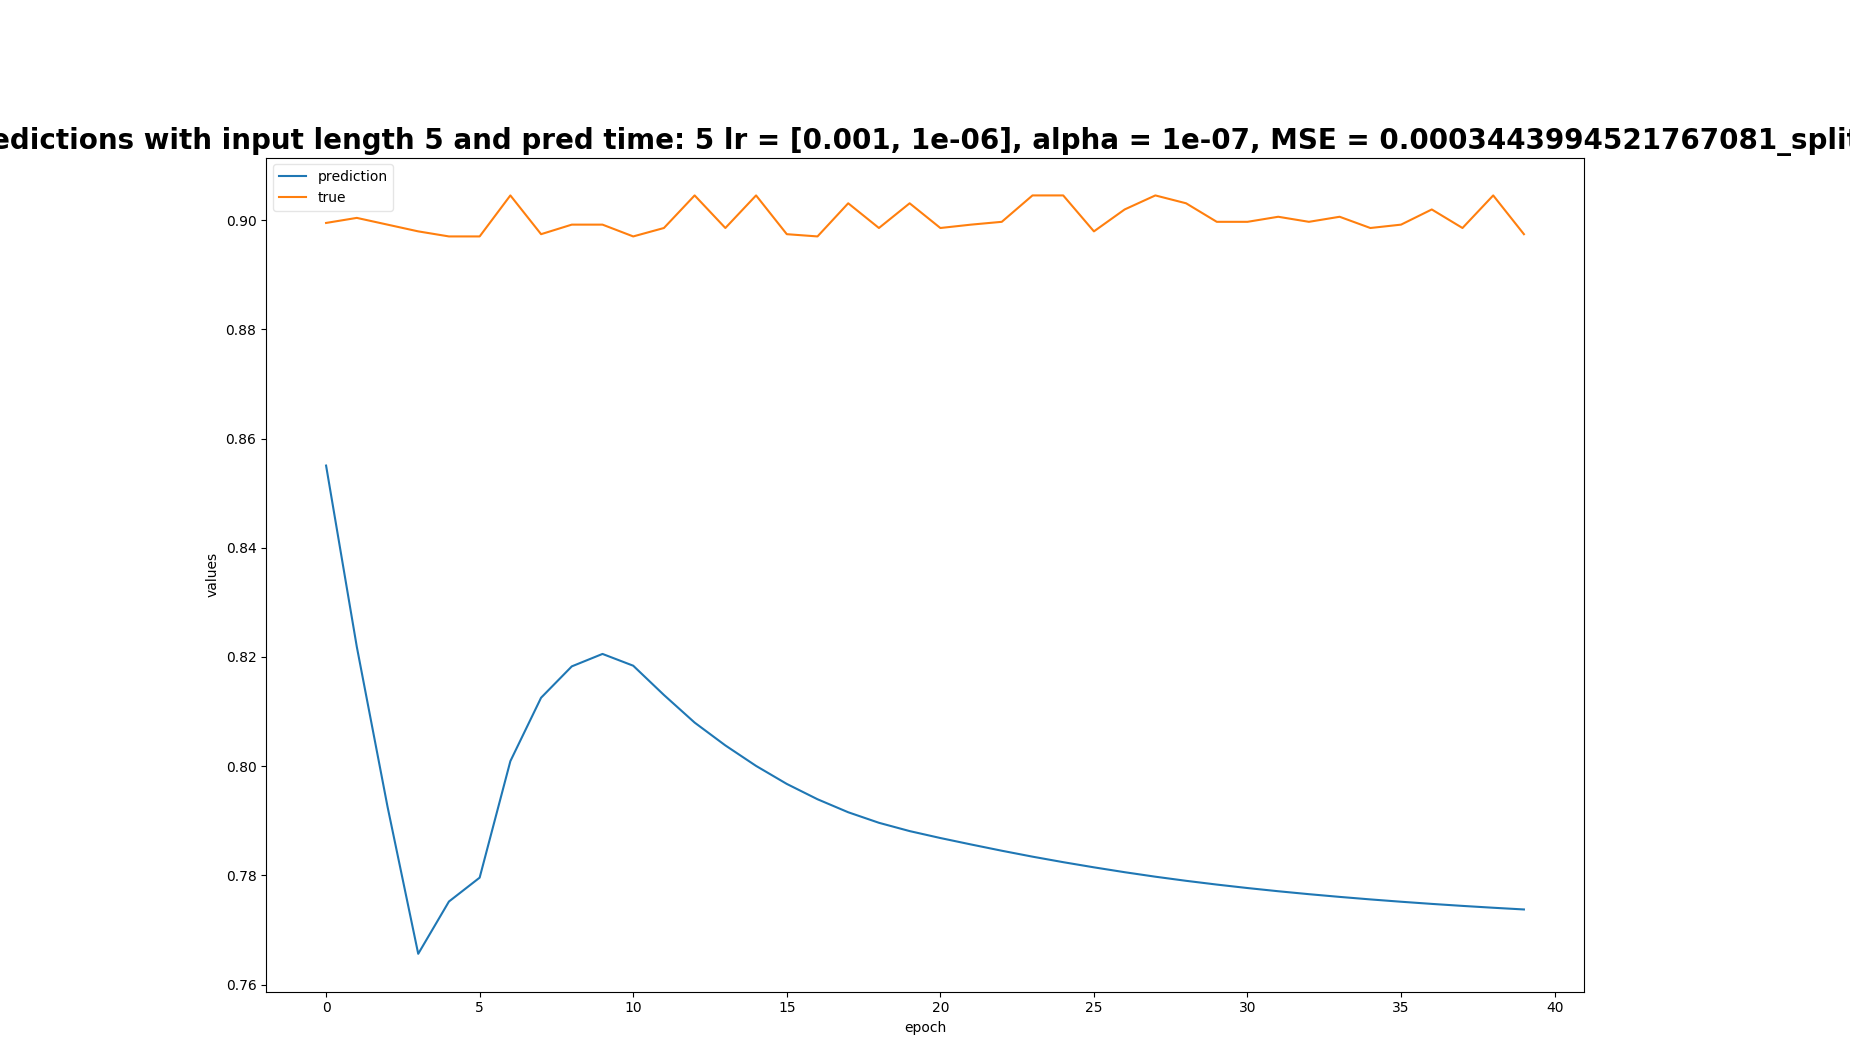 edictions with input length 5 and pred time: 5 lr = [0.001, 1e-06], alpha = 1e-07, MSE = 0.0003443994521767081_split
prediction
true
0.90
0.88
0.86
0.84
0.82
0.80
0.78
0.76
values
0 5 10 15 20 25 30 35 40
epoch